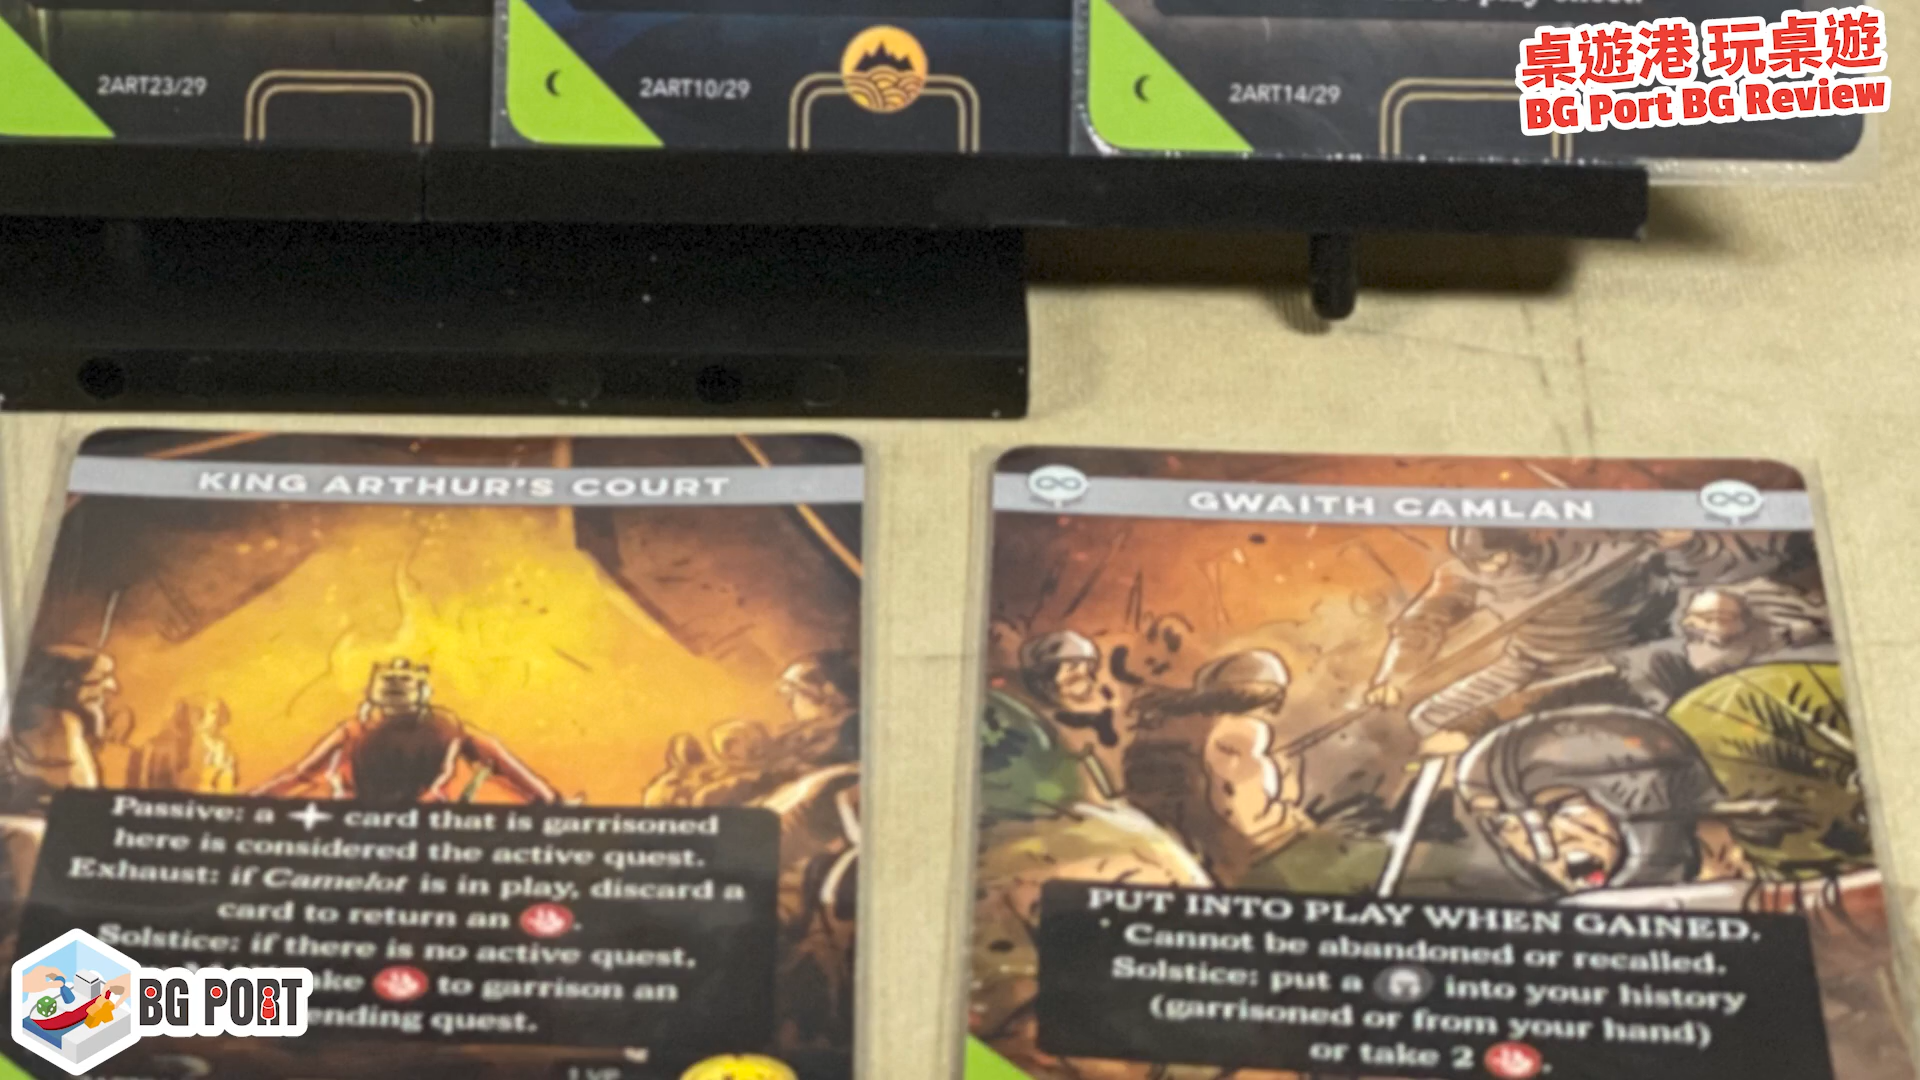 桌遊港 玩桌遊
BG Port BG Review
2ART23/29
2ART10/29
2ART14/29
KING ARTHUR'S COURT
Passive: a card that is garrisoned
here is considered the active quest.
Exhaust: if Camelot is in play, discard a
card to return an .
Solstice: if there is no active quest,
to garrison an
quest.
1 VP
GWAITH CAMLAN
PUT INTO PLAY WHEN GAINED.
Cannot be abandoned or recalled.
Solstice: put a into your history
(garrisoned or from your hand)
or take 2 .
BG PORT